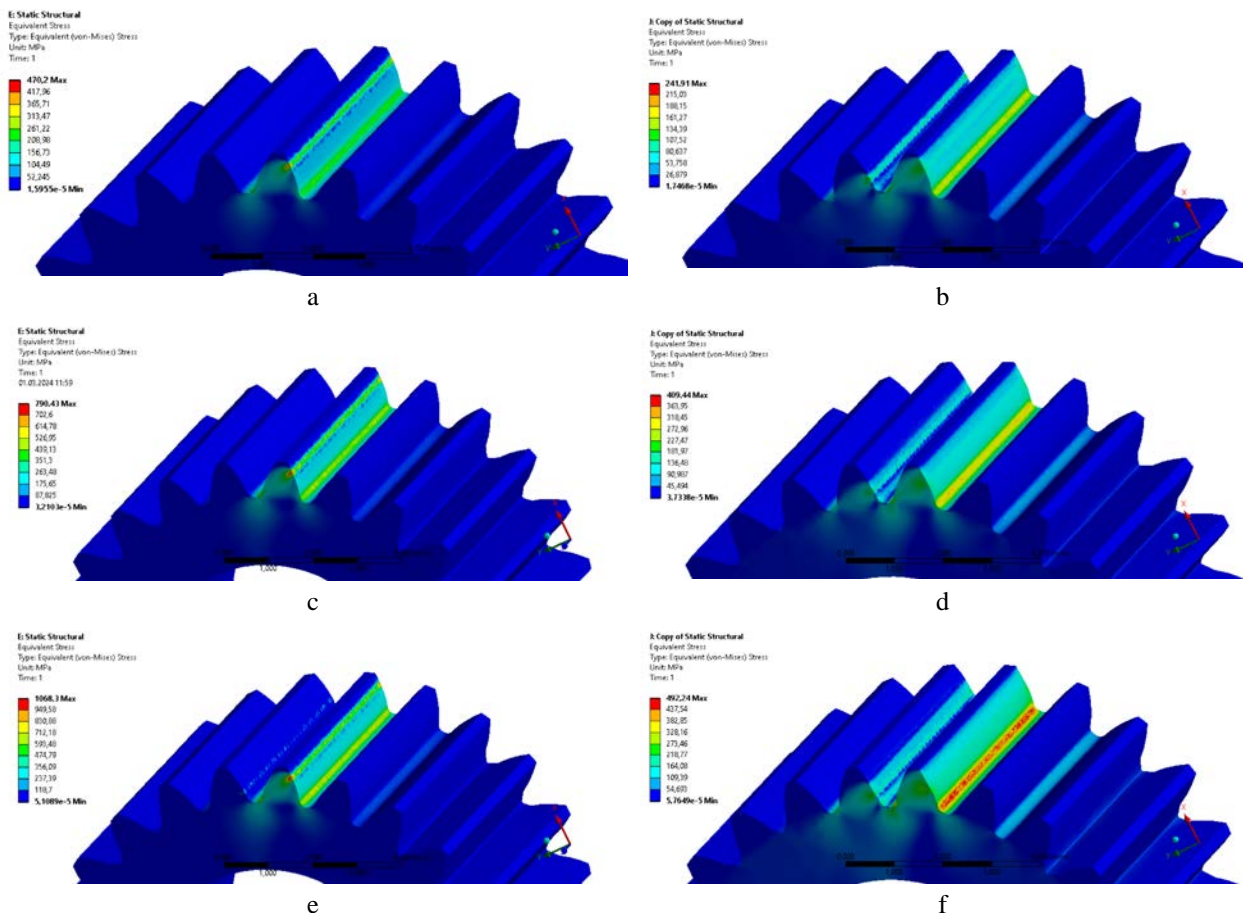 E: Static Structural
Equivalent Stress
Type: Equivalent (von-Mises) Stress
Unit: MPa
Time: 1
470,2 Max
417,96
365,71
313,47
261,22
208,98
156,73
104,49
52,245
1,5955e-5 Min
a
J: Copy of Static Structural
Equivalent Stress
Type: Equivalent (von-Mises) Stress
Unit: MPa
Time: 1
241,91 Max
215,03
188,15
161,27
134,39
107,52
80,637
53,758
26,879
1,7468e-5 Min
X
b
E: Static Structural
Equivalent Stress
Type: Equivalent (von-Mises) Stress
Unit: MPa
Time: 1
01.03.2024 11:59
790,43 Max
702,6
614,78
526,95
439,13
351,3
263,48
175,65
87,825
3,2103e-5 Min
1,000
c
J: Copy of Static Structural
Equivalent Stress
Type: Equivalent (von-Mises) Stress
Unit: MPa
Time: 1
409,44 Max
363,95
318,45
272,96
227,47
181,97
136,48
90,987
45,494
3,7338e-5 Min
X
d
E: Static Structural
Equivalent Stress
Type: Equivalent (von-Mises) Stress
Unit: MPa
Time: 1
1068,3 Max
949,58
830,88
712,18
593,48
474,79
356,09
237,39
118,7
5,1089e-5 Min
1,000
e
J: Copy of Static Structural
Equivalent Stress
Type: Equivalent (von-Mises) Stress
Unit: MPa
Time: 1
492,24 Max
437,54
382,85
328,16
273,46
218,77
164,08
109,39
54,693
5,7649e-5 Min
X
f